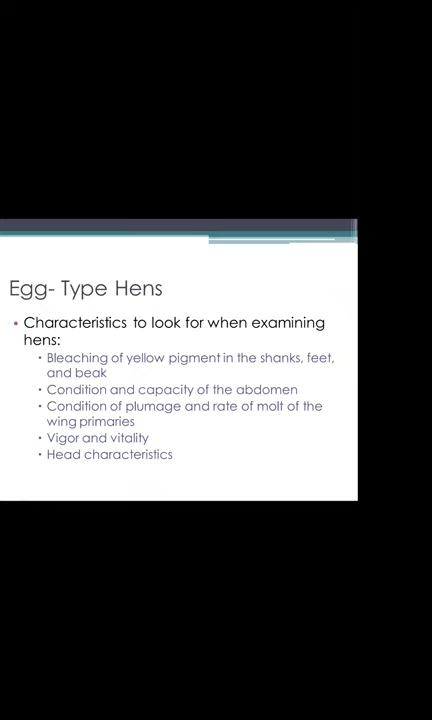 Egg- Type Hens
• Characteristics to look for when examining
hens:
• Bleaching of yellow pigment in the shanks, feet,
and beak
• Condition and capacity of the abdomen
• Condition of plumage and rate of molt of the
wing primaries
• Vigor and vitality
• Head characteristics